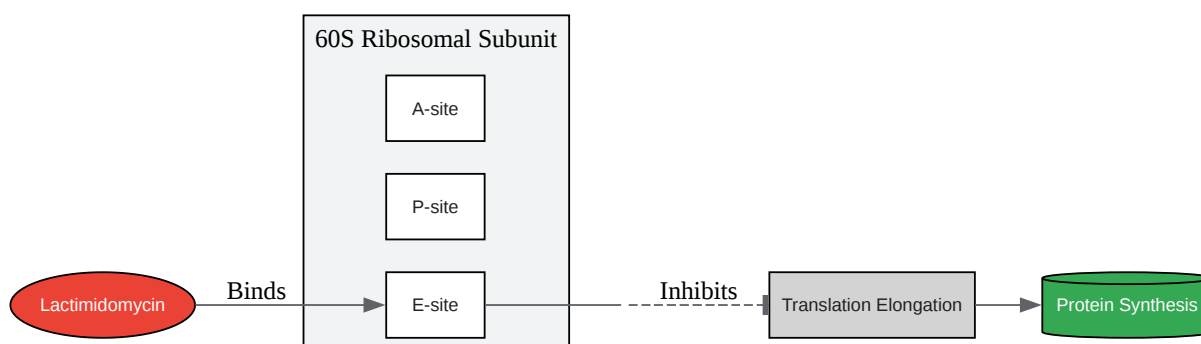 60S Ribosomal Subunit
A-site
P-site
Lactimidomycin
Binds
E-site
Inhibits
Translation Elongation
Protein Synthesis